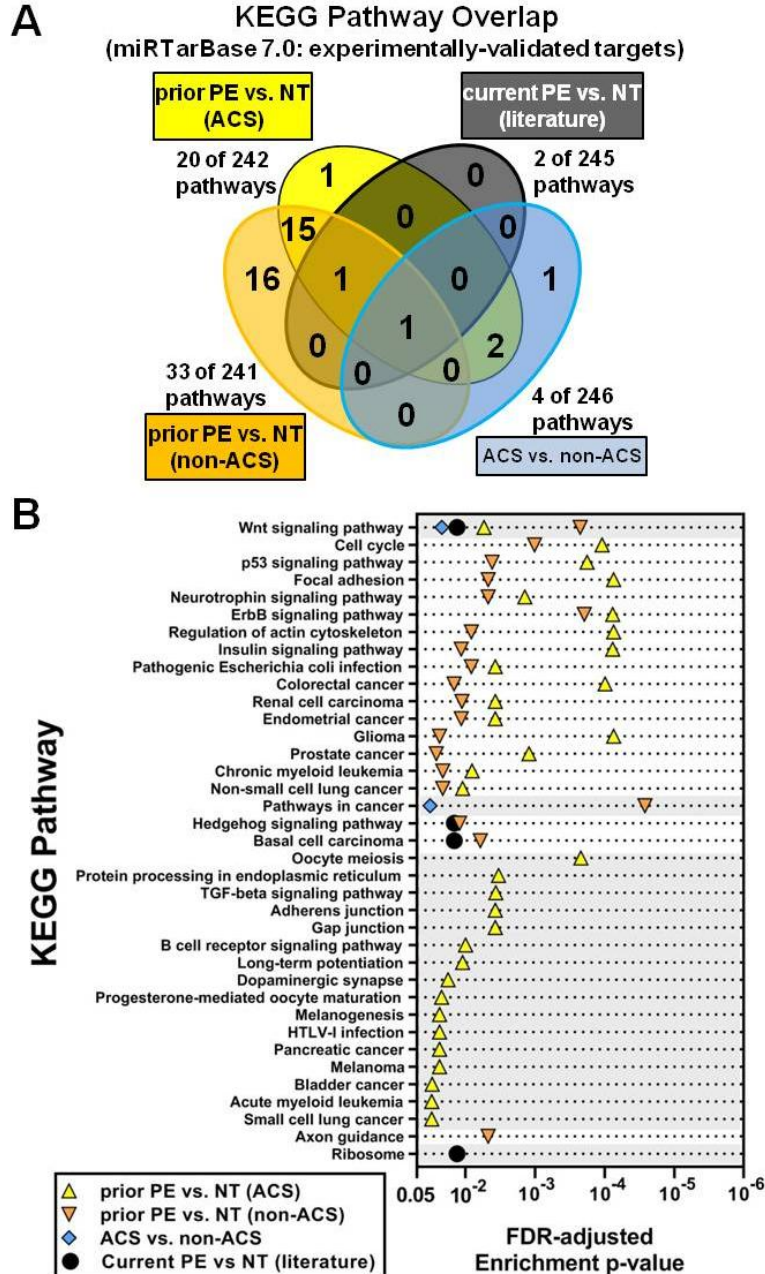 A
KEGG Pathway Overlap
(miRTarBase 7.0: experimentally-validated targets)
prior PE vs. NT
(ACS)
current PE vs. NT
(literature)
20 of 242
pathways
2 of 245
pathways
1
0
0
15
0
16
1
0
1
1
0
2
0
0
0
33 of 241
pathways
4 of 246
pathways
prior PE vs. NT
(non-ACS)
ACS vs. non-ACS
B
KEGG Pathway
Wnt signaling pathway
Cell cycle
p53 signaling pathway
Focal adhesion
Neurotrophin signaling pathway
ErbB signaling pathway
Regulation of actin cytoskeleton
Insulin signaling pathway
Pathogenic Escherichia coli infection
Colorectal cancer
Renal cell carcinoma
Endometrial cancer
Glioma
Prostate cancer
Chronic myeloid leukemia
Non-small cell lung cancer
Pathways in cancer
Hedgehog signaling pathway
Basal cell carcinoma
Oocyte meiosis
Protein processing in endoplasmic reticulum
TGF-beta signaling pathway
Adherens junction
Gap junction
B cell receptor signaling pathway
Long-term potentiation
Dopaminergic synapse
Progesterone-mediated oocyte maturation
Melanogenesis
HTLV-I infection
Pancreatic cancer
Melanoma
Bladder cancer
Acute myeloid leukemia
Small cell lung cancer
Axon guidance
Ribosome
0.05 10-2 10-3 10-4 10-5 10-6
FDR-adjusted
Enrichment p-value
prior PE vs. NT (ACS)
prior PE vs. NT (non-ACS)
ACS vs. non-ACS
Current PE vs NT (literature)